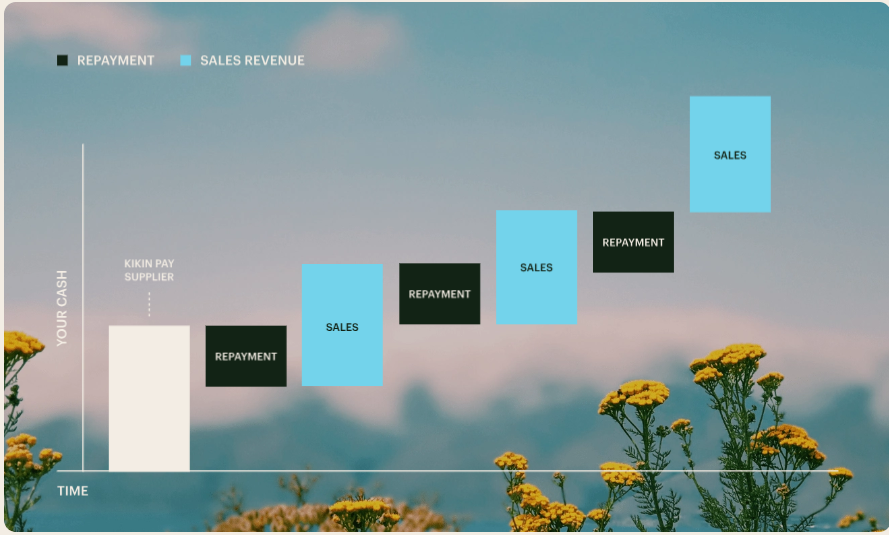 REPAYMENT
SALES REVENUE
SALES
REPAYMENT
SALES
KIKIN PAY
SUPPLIER
YOUR CASH
REPAYMENT
SALES
REPAYMENT
TIME